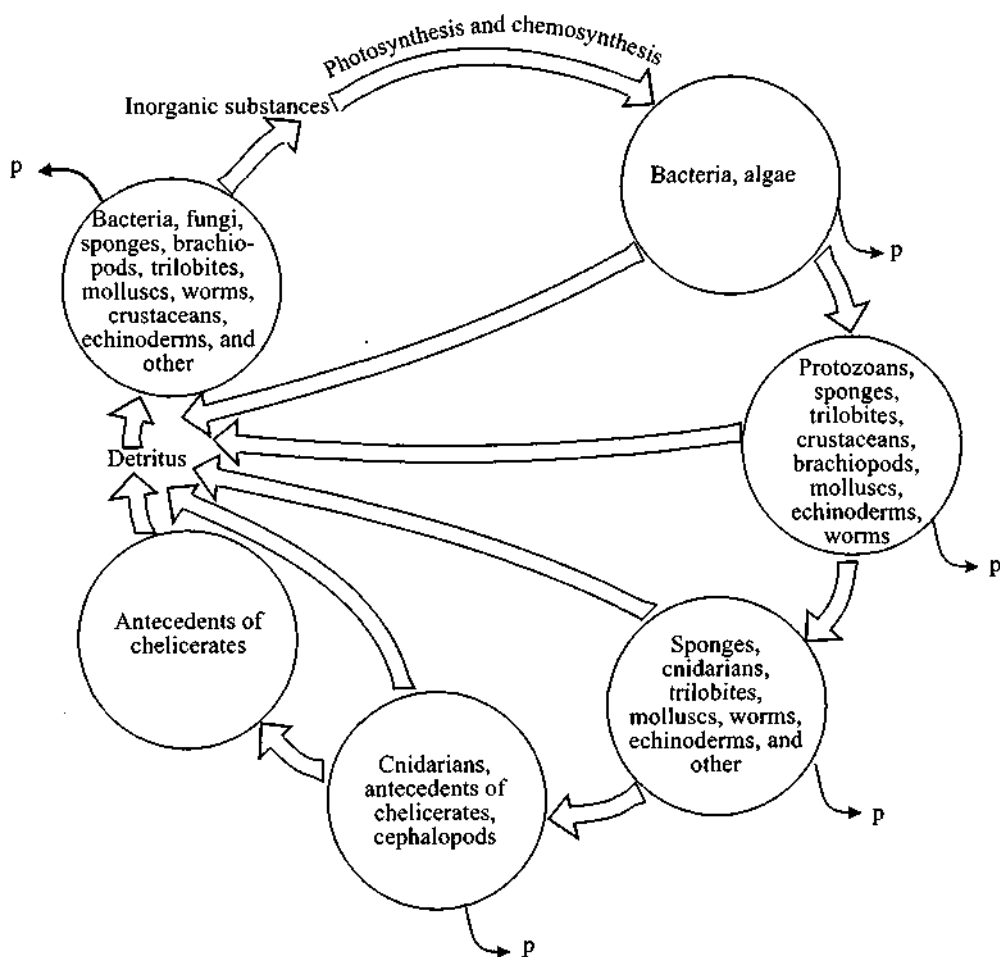 Photosynthesis and chemosynthesis
Inorganic substances
p
Bacteria, fungi,
sponges, brachio-
pods, trilobites,
molluscs, worms,
crustaceans,
echinoderms, and
other
Bacteria, algae
p
Protozoans,
sponges,
trilobites,
crustaceans,
brachiopods,
molluscs,
echinoderms,
worms
p
Detritus
Antecedents of
chelicerates
Sponges,
cnidarians,
trilobites,
molluscs, worms,
echinoderms, and
other
p
Cnidarians,
antecedents of
chelicerates,
cephalopods
p